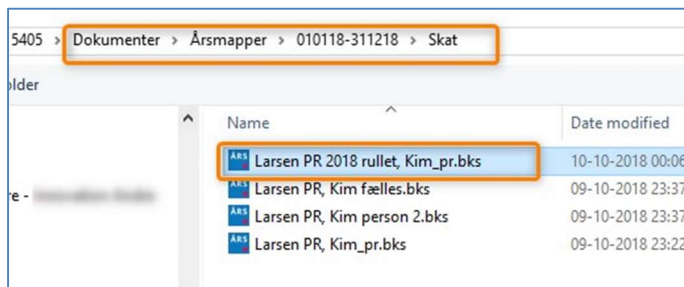 5405 > Dokumenter > Årsmapper > 010118-311218 > Skat
older
Name Date modified
ÅRS Larsen PR 2018 rullet, Kim_pr.bks 10-10-2018 00:06
ÅRS Larsen PR, Kim fælles.bks 09-10-2018 23:37
re -
ÅRS Larsen PR, Kim person 2.bks 09-10-2018 23:37
ÅRS Larsen PR, Kim_pr.bks 09-10-2018 23:22